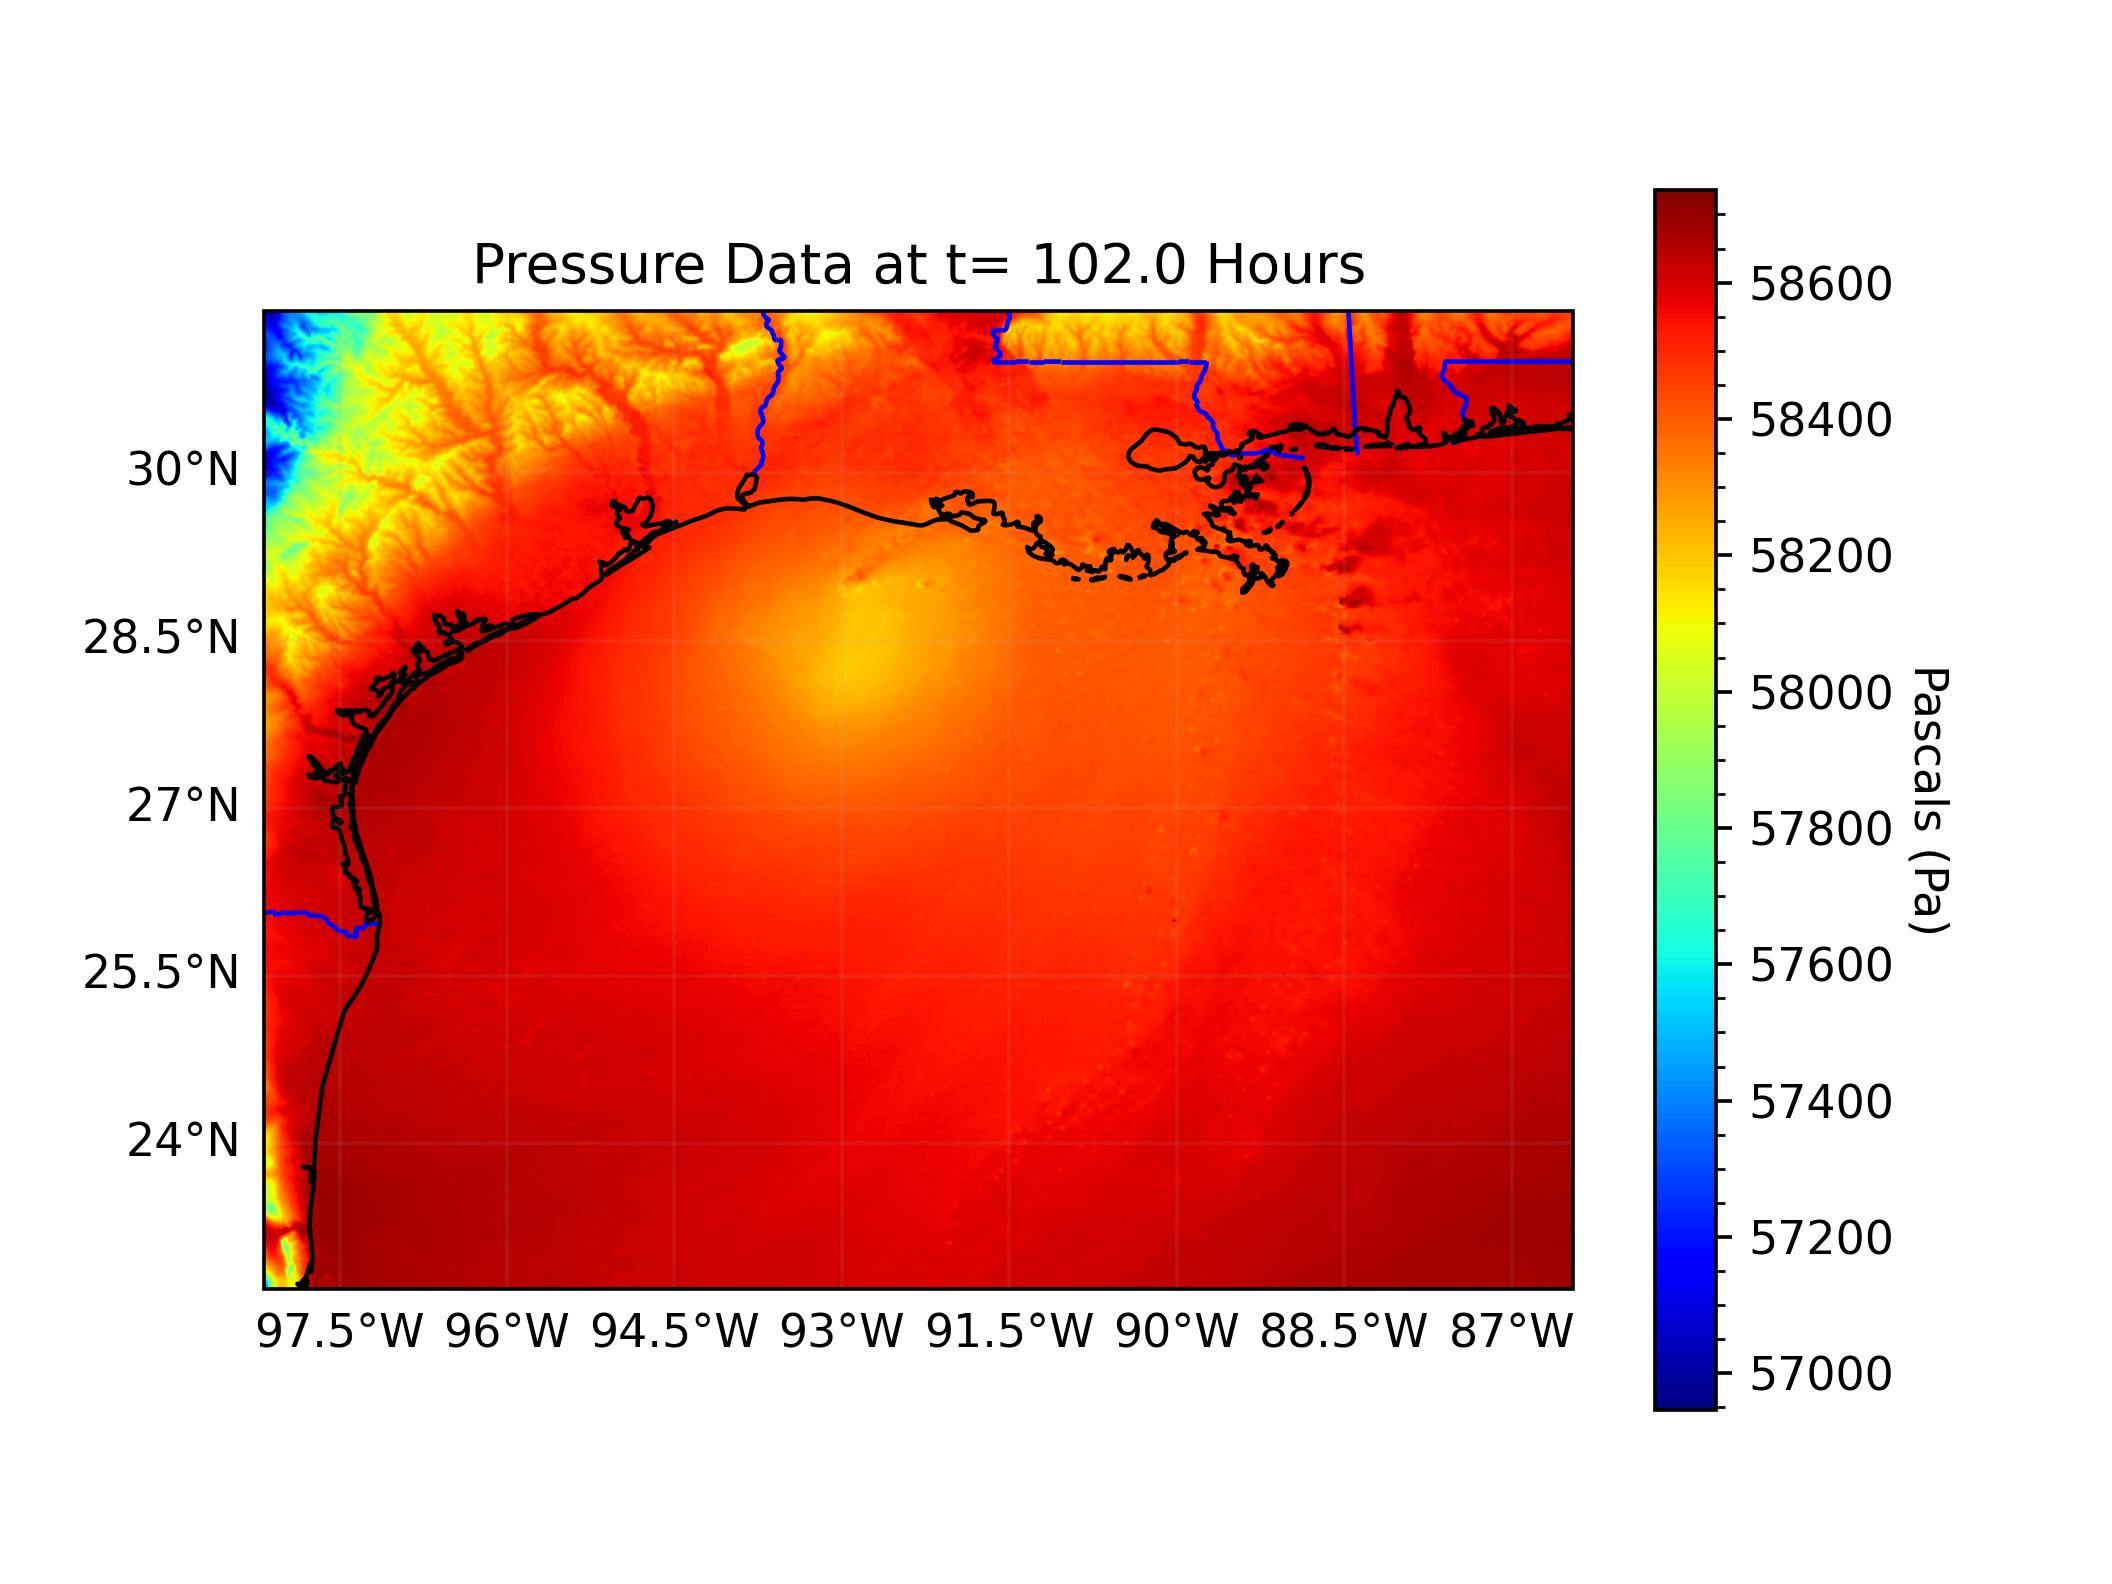 Pressure Data at t= 102.0 Hours
30°N
28.5°N
27°N
25.5°N
24°N
97.5°W 96°W 94.5°W 93°W 91.5°W 90°W 88.5°W 87°W
58600
58400
58200
58000
57800
57600
57400
57200
57000
Pascals (Pa)